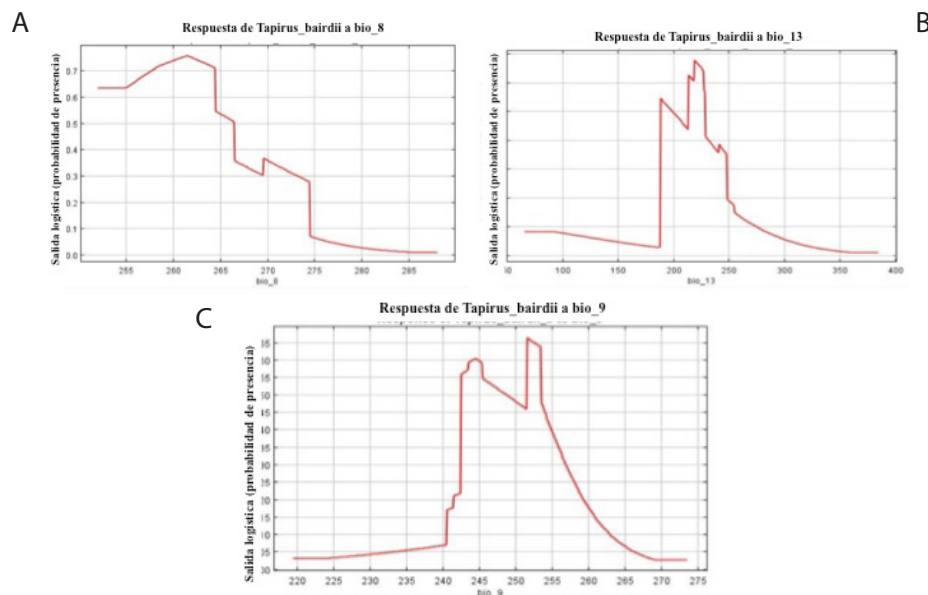 A
Respuesta de Tapirus_bairdii a bio_8
Salida logística (probabilidad de presencia)
0.7
0.6
0.5
0.4
0.3
0.2
0.1
0.0
255 260 265 270 275 280 285
bio_8
B
Respuesta de Tapirus_bairdii a bio_13
Salida logística (probabilidad de presencia)
100 150 200 250 300 350 400
bio_13
C
Respuesta de Tapirus_bairdii a bio_9
Salida logística (probabilidad de presencia)
220 225 230 235 240 245 250 255 260 265 270 275
bio_9